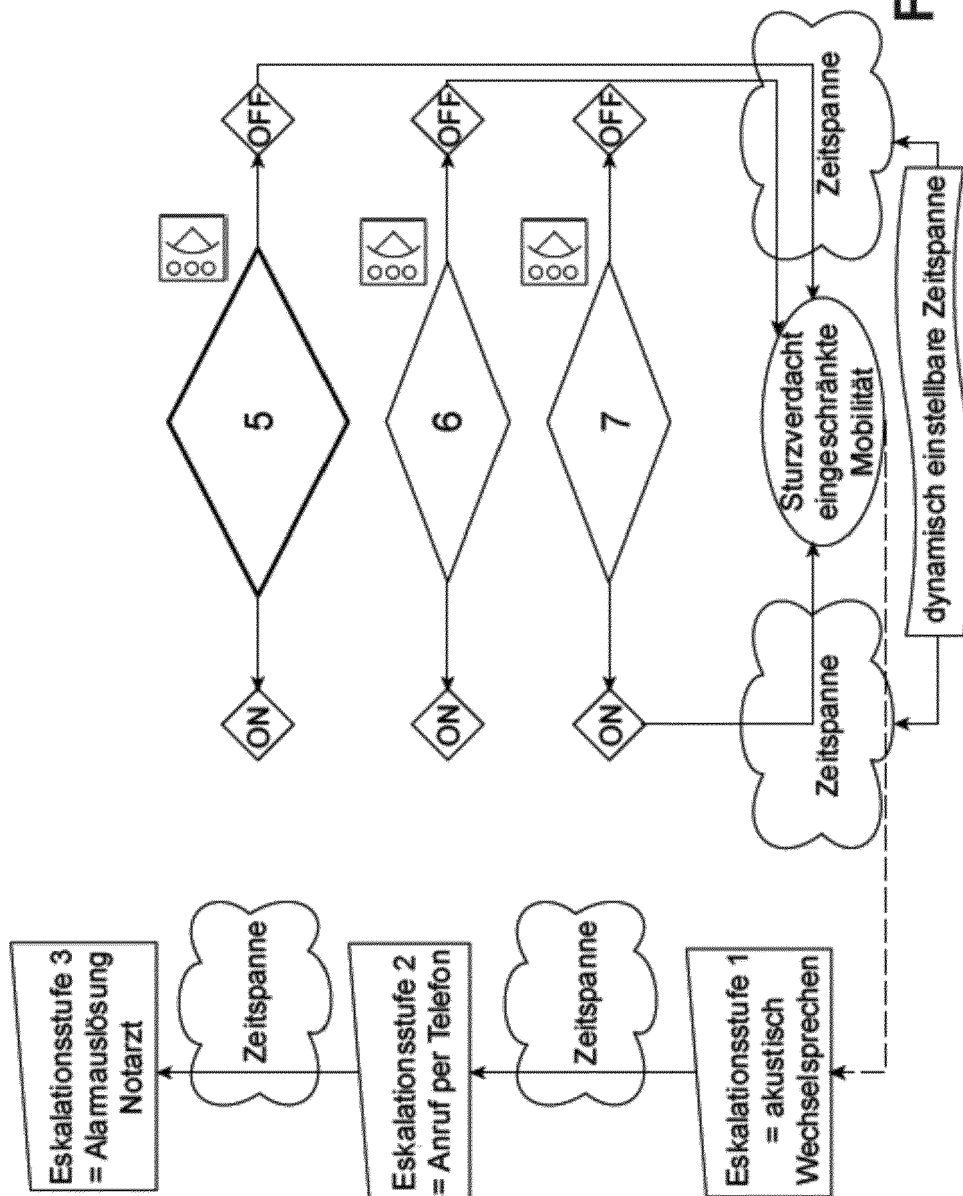 Eskalationsstufe 1
= akustisch
Wechselsprechen
Zeitspanne
Eskalationsstufe 2
= Anruf per Telefon
Zeitspanne
Eskalationsstufe 3
= Alarmauslösung
Notarzt
Zeitspanne
ON
ON
ON
dynamisch einstellbare Zeitspanne
Sturzverdacht
eingeschränkte
Mobilität
7
6
5
Zeitspanne
OFF
OFF
OFF
F